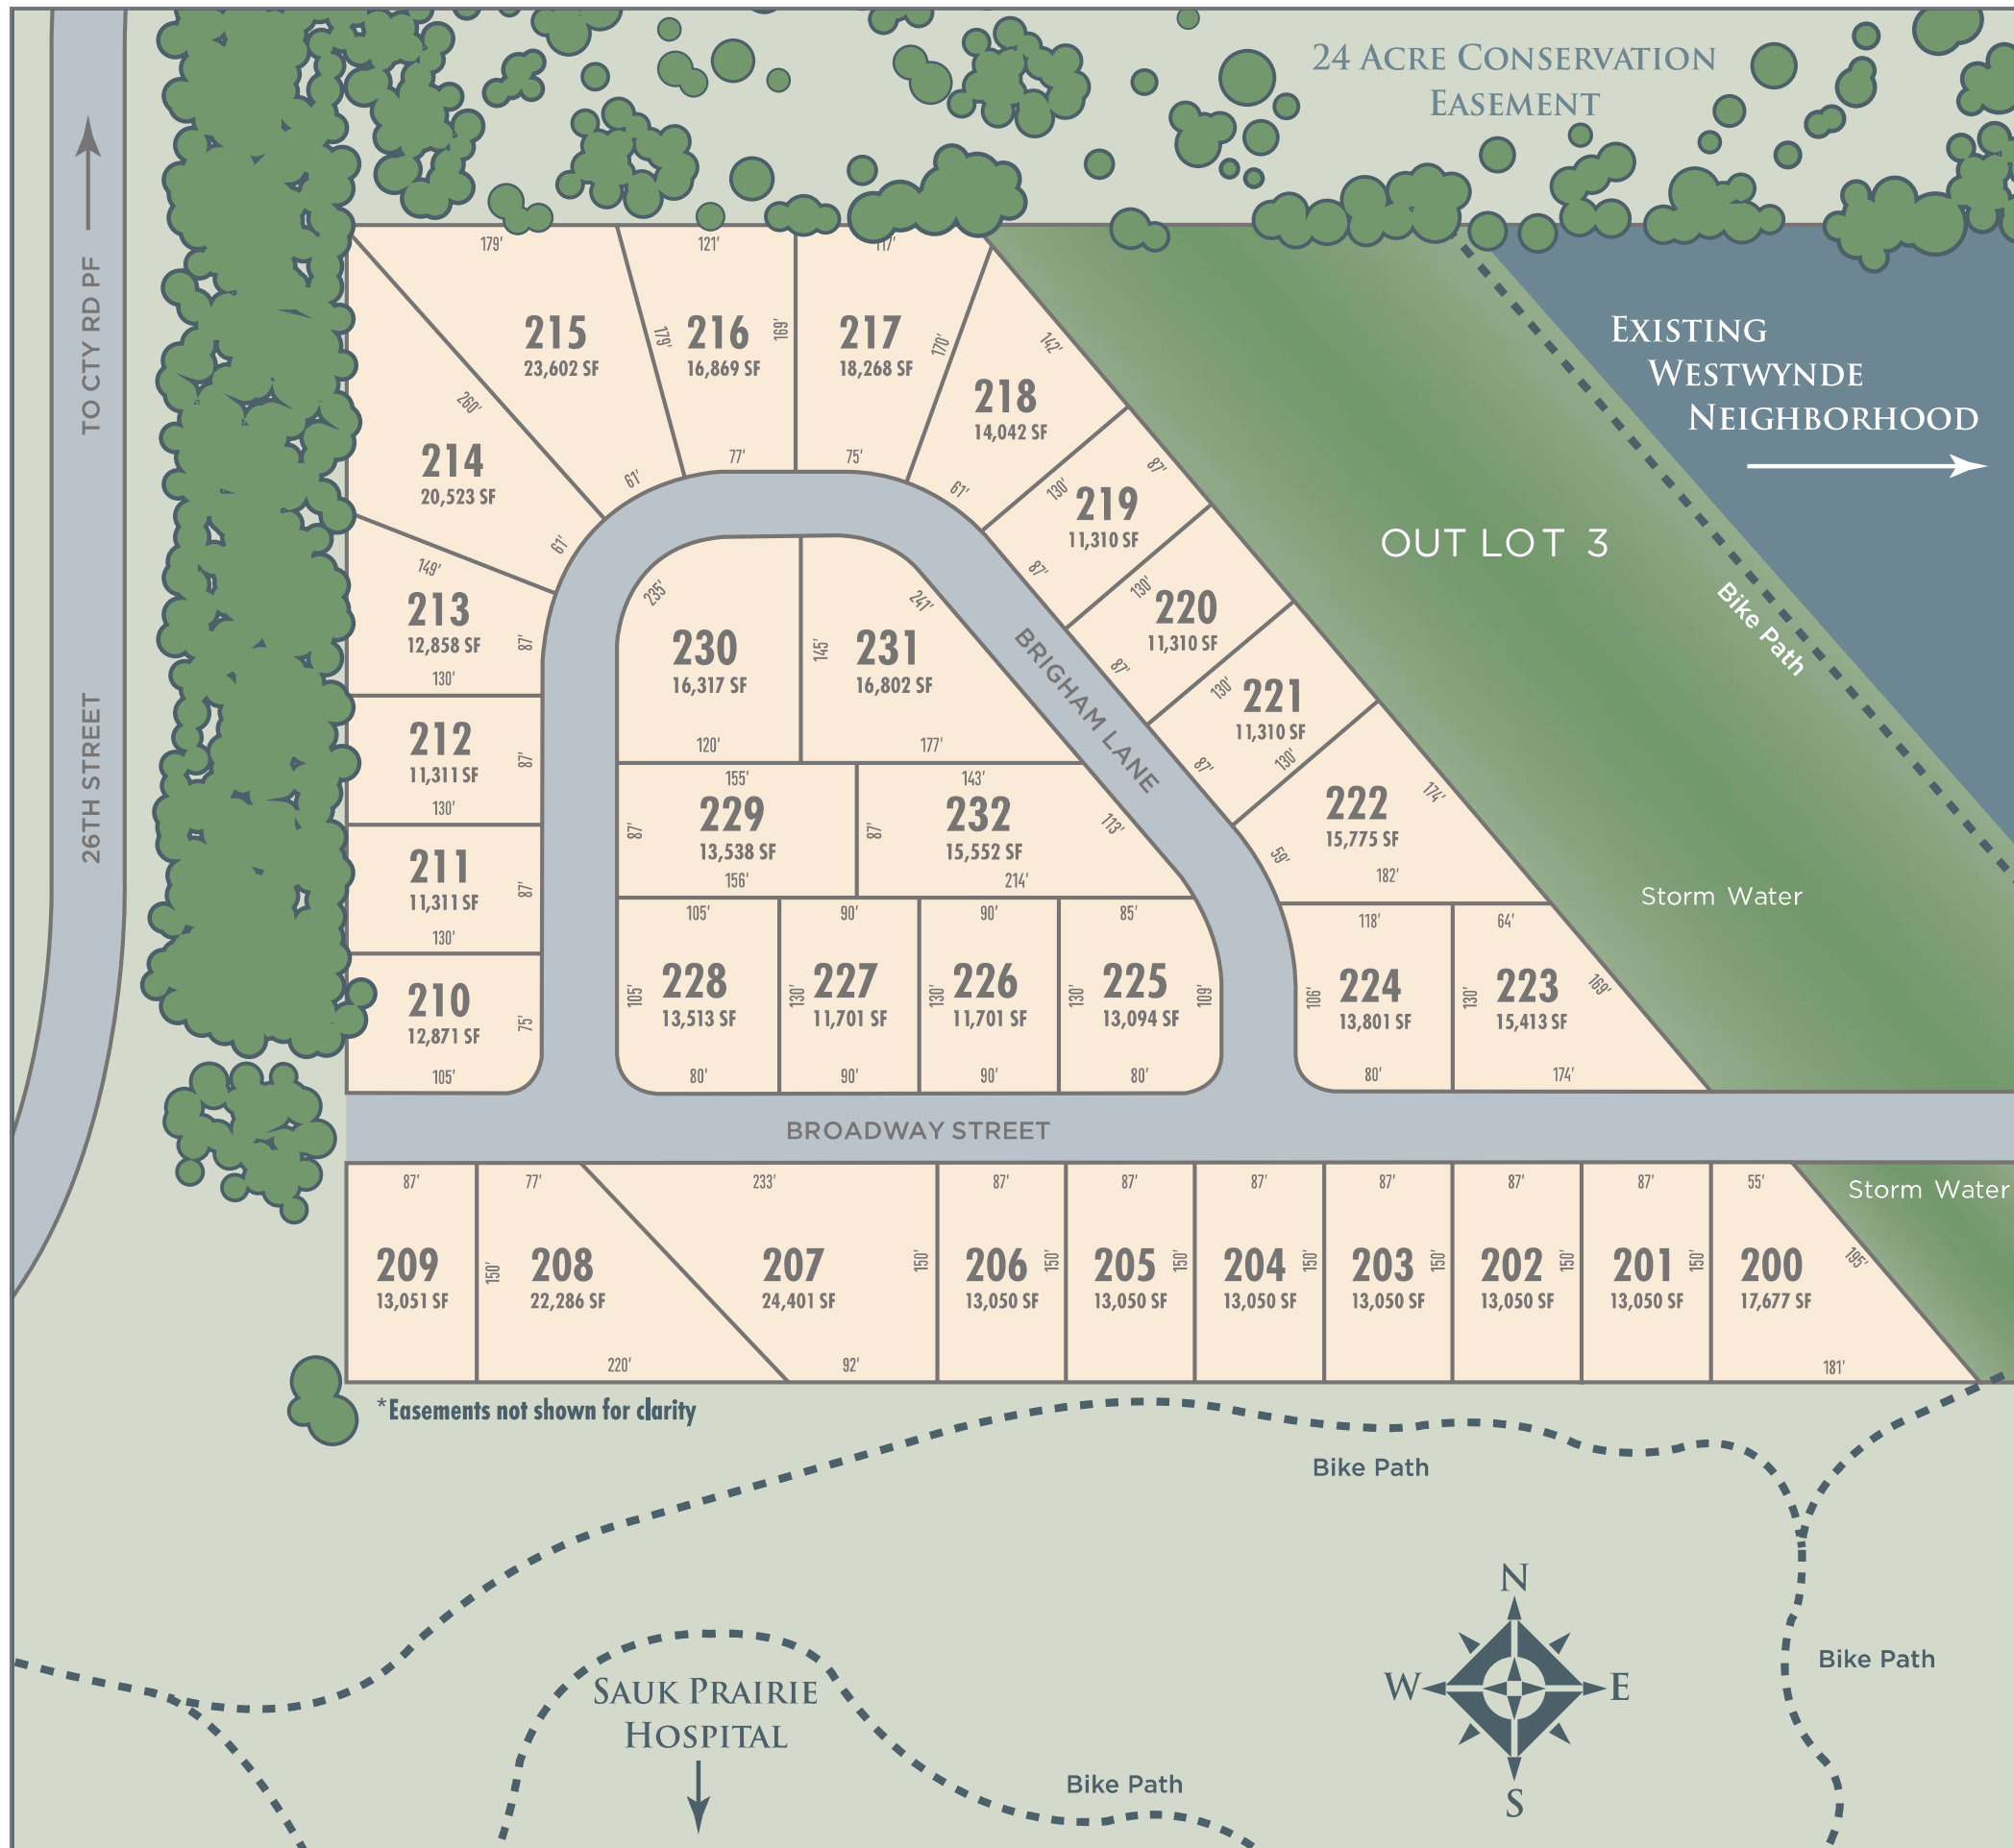 24 Acre Conservation
Easement
TO CTY RD PF
26TH STREET
Existing
Westwynde
Neighborhood
OUT LOT 3
Bike Path
Storm Water
179'
215
23,602 SF
260'
61'
121'
216
16,869 SF
179'
169'
77'
117'
217
18,268 SF
170'
75'
142'
218
14,042 SF
61'
214
20,523 SF
61'
149'
213
12,858 SF
87'
130'
87'
130'
219
11,310 SF
87'
130'
220
11,310 SF
87'
130'
221
11,310 SF
87'
130'
212
11,311 SF
87'
130'
211
11,311 SF
87'
130'
210
12,871 SF
75'
105'
235'
230
16,317 SF
145'
120'
241'
231
16,802 SF
177'
BRIGHAM LANE
155'
229
13,538 SF
87'
156'
143'
232
15,552 SF
87'
113'
214'
174'
222
15,775 SF
59'
182'
105'
228
13,513 SF
105'
80'
90'
227
11,701 SF
130'
90'
90'
226
11,701 SF
130'
90'
85'
225
13,094 SF
130'
109'
80'
118'
224
13,801 SF
106'
80'
64'
223
15,413 SF
130'
169'
174'
BROADWAY STREET
87'
209
13,051 SF
77'
208
22,286 SF
150'
220'
233'
207
24,401 SF
150'
92'
87'
206
13,050 SF
150'
87'
205
13,050 SF
150'
87'
204
13,050 SF
150'
87'
203
13,050 SF
150'
87'
202
13,050 SF
150'
87'
201
13,050 SF
150'
55'
200
17,677 SF
195'
181'
Storm Water
*Easements not shown for clarity
Bike Path
Bike Path
Sauk Prairie
Hospital
Bike Path
N
W
E
S